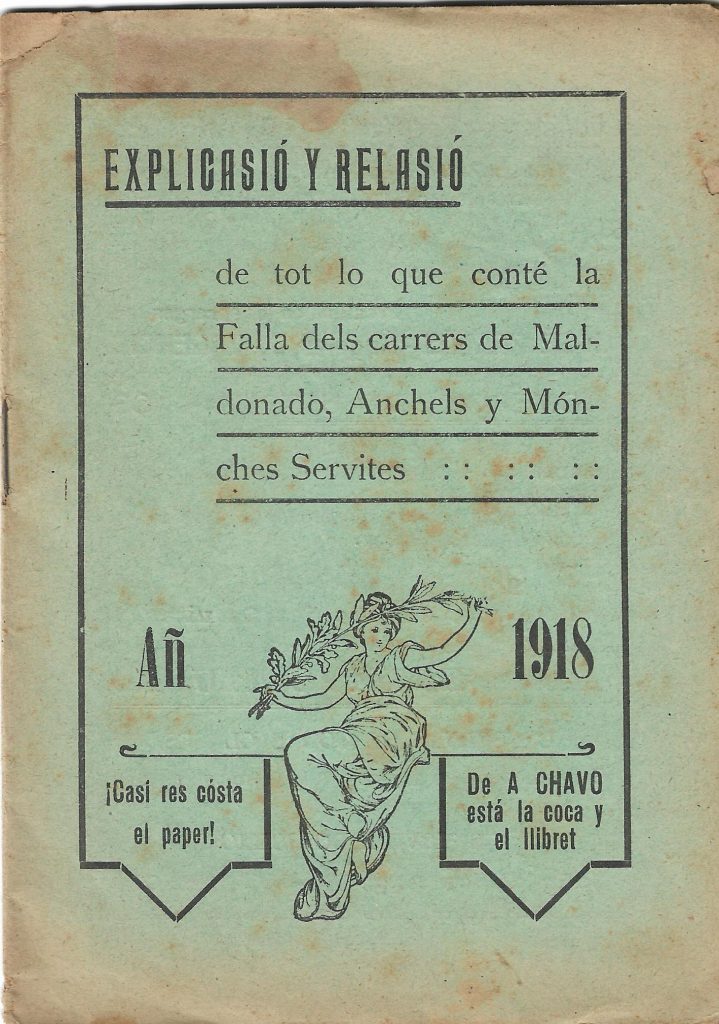 EXPLICASIÓ Y RELASIÓ
de tot lo que conté la
Falla dels carrers de Mal-
donado, Anchels y Món-
ches Servites :: :: ::
Añ 1918
¡Casi res cósta
el paper!
De A CHAVO
está la coca y
el llibret